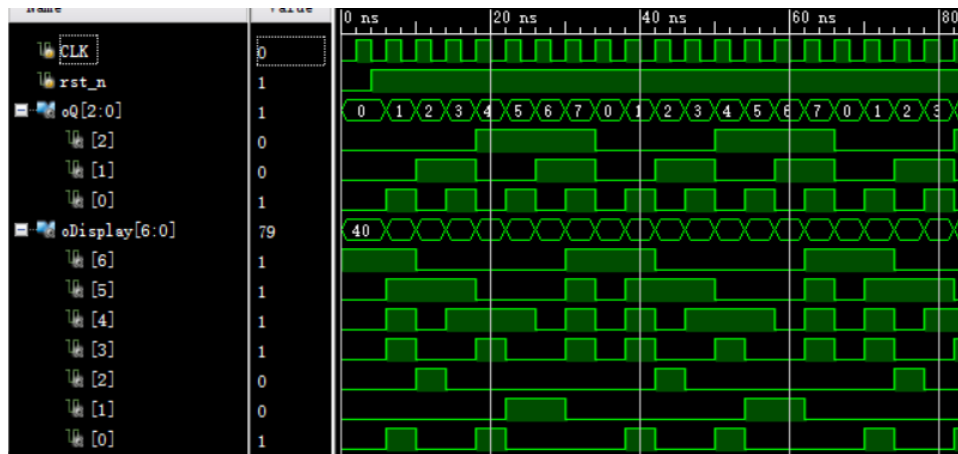 Name Value 0 ns 20 ns 40 ns 60 ns 80
CLK 0
rst_n 1
oQ[2:0] 1 0 1 2 3 4 5 6 7 0 1 2 3 4 5 6 7 0 1 2 3
[2] 0
[1] 0
[0] 1
oDisplay[6:0] 79 40
[6] 1
[5] 1
[4] 1
[3] 1
[2] 0
[1] 0
[0] 1